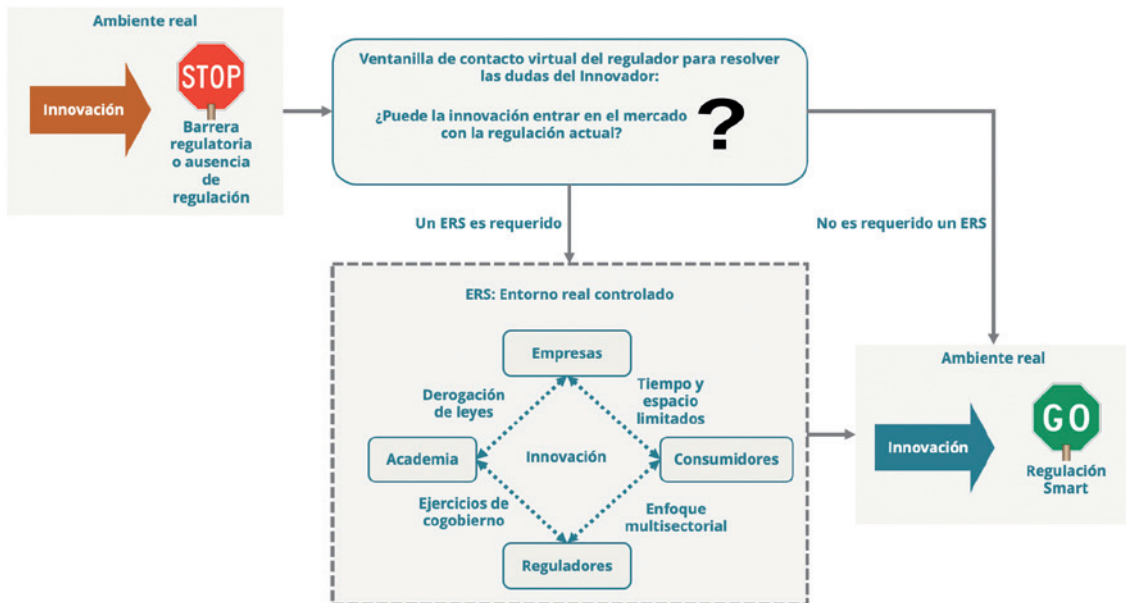 Ambiente real
Innovación
STOP
Barrera
regulatoria
o ausencia
de
regulación
Ventanilla de contacto virtual del regulador para resolver
las dudas del Innovador:
¿Puede la innovación entrar en el mercado
con la regulación actual?
?
Un ERS es requerido
No es requerido un ERS
ERS: Entorno real controlado
Empresas
Derogación
de leyes
Tiempo y
espacio
limitados
Academia
Innovación
Consumidores
Ejercicios de
cogobierno
Enfoque
multisectorial
Reguladores
Ambiente real
Innovación
GO
Regulación
Smart